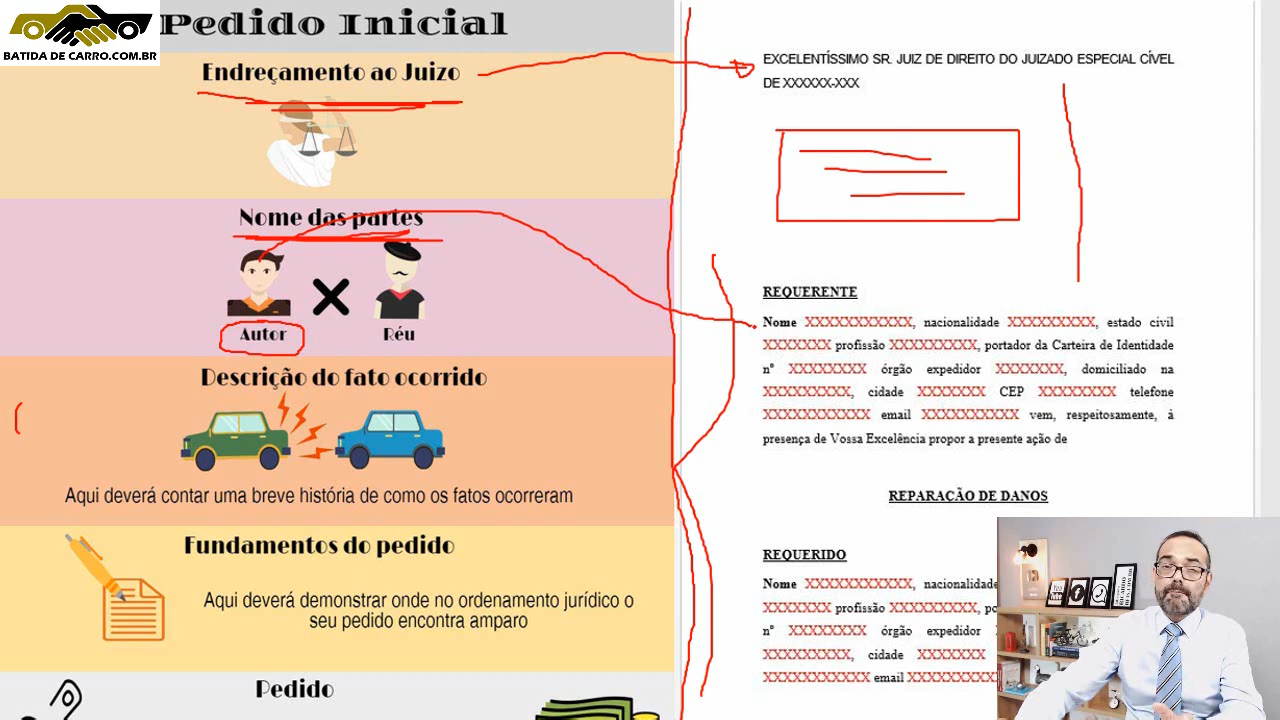 BATIDA DE CARRO.COM.BR
Pedido Inicial
Endreçamento ao Juizo
Nome das partes
Autor
Réu
Descrição do fato ocorrido
Aqui deverá contar uma breve história de como os fatos ocorreram
Fundamentos do pedido
Aqui deverá demonstrar onde no ordenamento jurídico o
seu pedido encontra amparo
Pedido
EXCELENTÍSSIMO SR. JUIZ DE DIREITO DO JUIZADO ESPECIAL CÍVEL
DE XXXXXX-XXX
REQUERENTE
Nome XXXXXXXXXXX, nacionalidade XXXXXXXXX, estado civil
XXXXXXX profissão XXXXXXXXX, portador da Carteira de Identidade
nº XXXXXXXX órgão expedidor XXXXXXX, domiciliado na
XXXXXXXXX, cidade XXXXXXX CEP XXXXXXXX telefone
XXXXXXXXXXX email XXXXXXXXXX vem, respeitosamente, à
presença de Vossa Excelência propor a presente ação de
REPARAÇÃO DE DANOS
REQUERIDO
Nome XXXXXXXXXXX, nacionalidade
XXXXXXX profissão XXXXXXXXX,
nº XXXXXXXX órgão expedidor
XXXXXXXXX, cidade XXXXXXX
XXXXXXXXXXX email